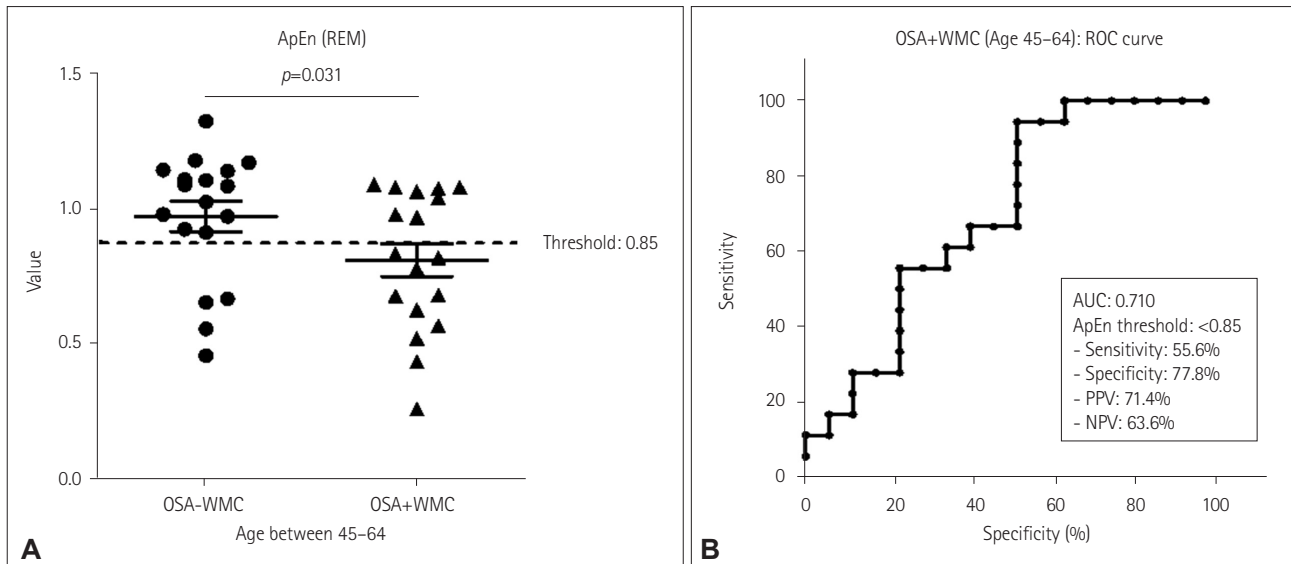 ApEn (REM)
p=0.031
1.5
1.0
0.5
0.0
Value
Threshold: 0.85
OSA-WMC
OSA+WMC
Age between 45–64
A
OSA+WMC (Age 45–64): ROC curve
100
80
60
40
20
0
Sensitivity
AUC: 0.710
ApEn threshold: <0.85
- Sensitivity: 55.6%
- Specificity: 77.8%
- PPV: 71.4%
- NPV: 63.6%
0 20 40 50 60 80 100
Specificity (%)
B